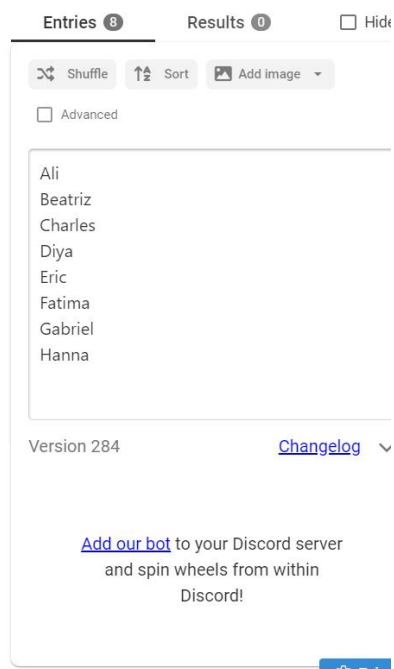 Entries 8 Results 0 Hide
Shuffle Sort Add image
Advanced
Ali
Beatriz
Charles
Diya
Eric
Fatima
Gabriel
Hanna
Version 284 Changelog
Add our bot to your Discord server
and spin wheels from within
Discord!